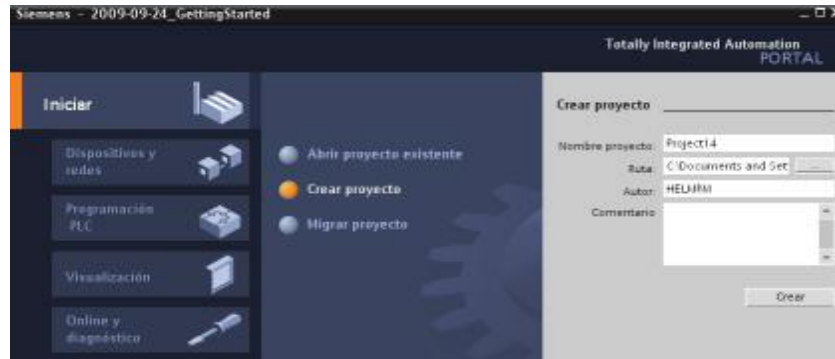 Siemens - 2009-09-24_GettingStarted
Totally Integrated Automation
PORTAL
Iniciar
Dispositivos y
redes
Programación
PLC
Visualización
Online y
diagnóstico
Abrir proyecto existente
Crear proyecto
Migrar proyecto
Crear proyecto
Nombre proyecto: Project14
Ruta: C:\Documents and Set ...
Autor:
Comentario
Crear